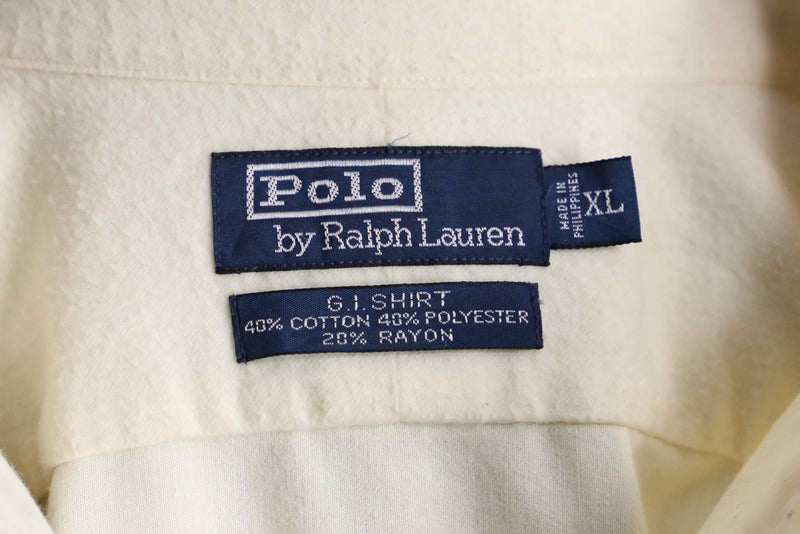 Polo
by Ralph Lauren
MADE IN
PHILIPPINES
XL
G.I. SHIRT
40% COTTON 40% POLYESTER
20% RAYON